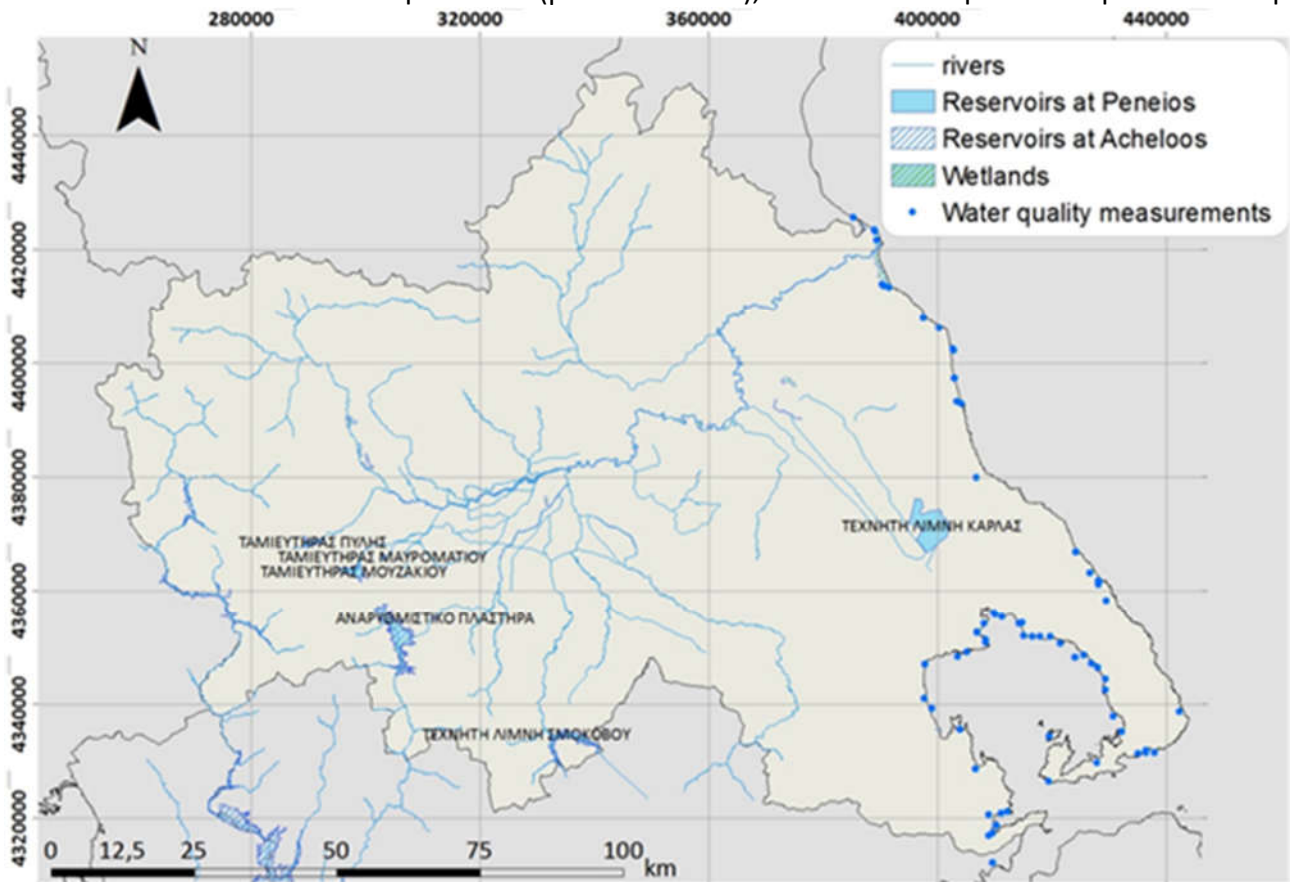 280000 320000 360000 4000000 4400000
N
rivers
Reservoirs at Peneios
Reservoirs at Acheloos
Wetlands
Water quality measurements
4440000
4420000
4400000
4380000
4360000
4340000
4320000
ΤΕΧΝΗΤΗ ΛΙΜΝΗ ΚΑΡΛΑΣ
ΤΑΜΙΕΥΤΗΡΑΣ ΠΥΛΗΣ
ΤΑΜΙΕΥΤΗΡΑΣ ΜΑΥΡΟΜΑΤΙΟΥ
ΤΑΜΙΕΥΤΗΡΑΣ ΜΟΥΖΑΚΙΟΥ
ΑΝΑΡΥΘΜΙΣΤΙΚΟ ΠΛΑΣΤΗΡΑ
ΤΕΧΝΗΤΗ ΛΙΜΝΗ ΣΜΟΚΟΒΟΥ
0 12,5 25 50 75 100 km